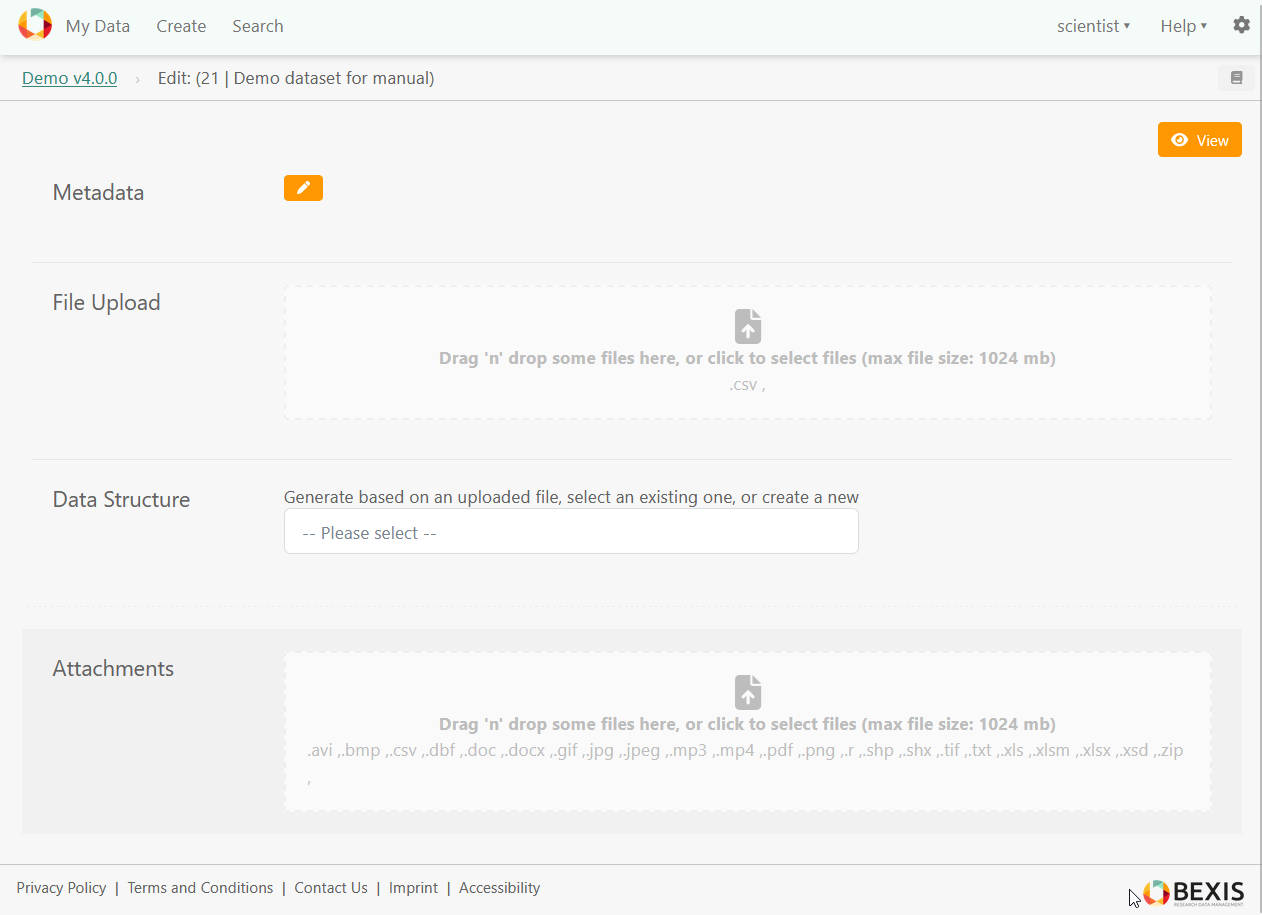 My Data Create Search scientist ▾ Help ▾
Demo v4.0.0 › Edit: (21 | Demo dataset for manual)
View
Metadata
File Upload
Drag 'n' drop some files here, or click to select files (max file size: 1024 mb)
.csv ,
Data Structure
Generate based on an uploaded file, select an existing one, or create a new
-- Please select --
Attachments
Drag 'n' drop some files here, or click to select files (max file size: 1024 mb)
.avi ,.bmp ,.csv ,.dbf ,.doc ,.docx ,.gif ,.jpg ,.jpeg ,.mp3 ,.mp4 ,.pdf ,.png ,.r ,.shp ,.shx ,.tif ,.txt ,.xls ,.xlsm ,.xlsx ,.xsd ,.zip
,
Privacy Policy | Terms and Conditions | Contact Us | Imprint | Accessibility
BEXIS
RESEARCH DATA MANAGEMENT